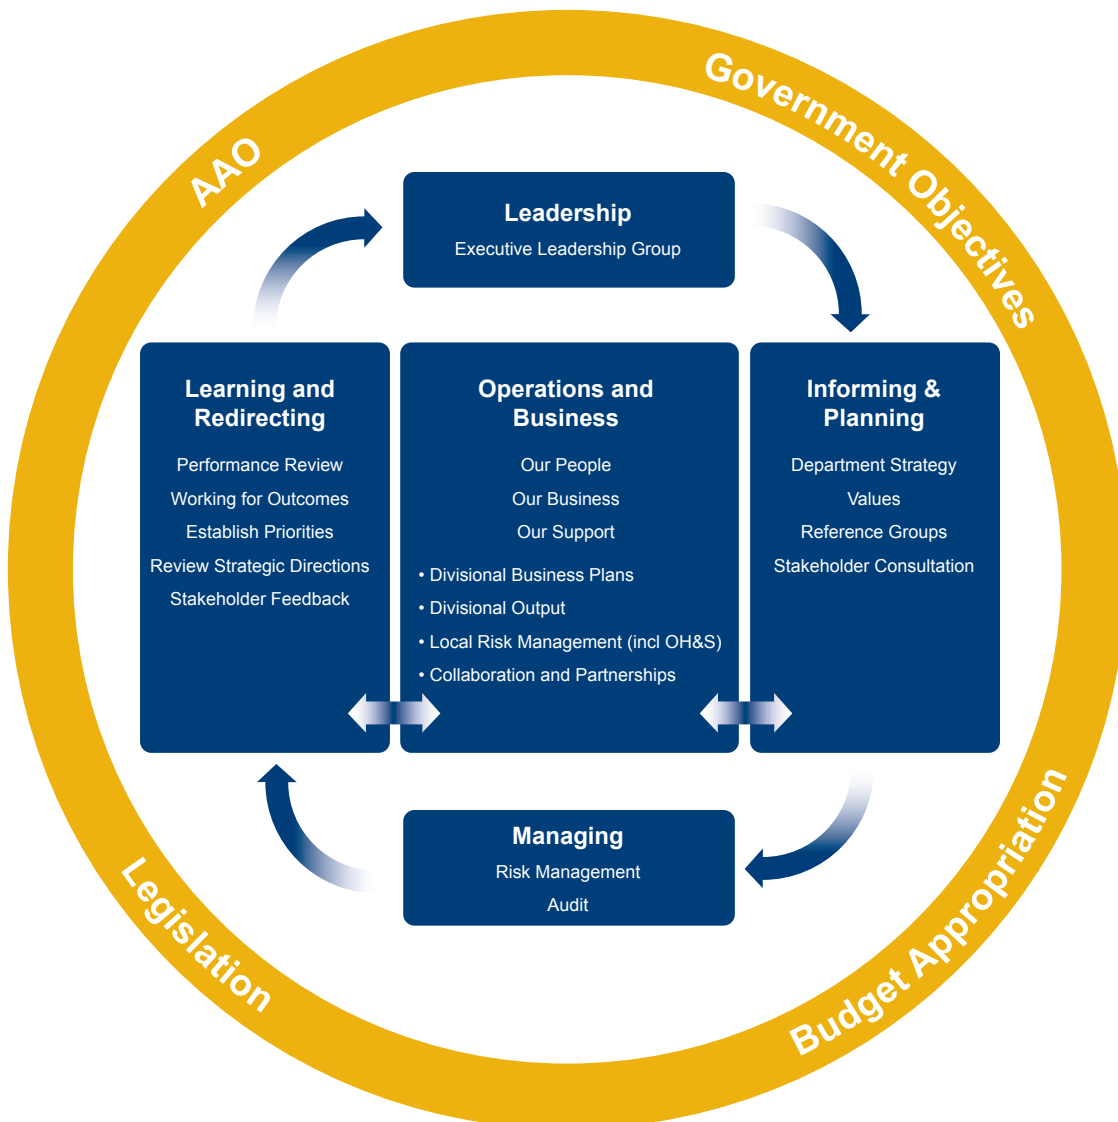 AAO
Government Objectives
Leadership
Executive Leadership Group
Learning and
Redirecting
Performance Review
Working for Outcomes
Establish Priorities
Review Strategic Directions
Stakeholder Feedback
Operations and
Business
Our People
Our Business
Our Support
• Divisional Business Plans
• Divisional Output
• Local Risk Management (incl OH&S)
• Collaboration and Partnerships
Informing &
Planning
Department Strategy
Values
Reference Groups
Stakeholder Consultation
Managing
Risk Management
Audit
Legislation
Budget Appropriation